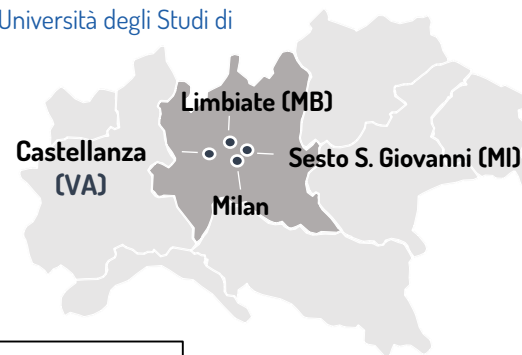 Università degli Studi di
Limbiate (MB)
Castellanza
(VA)
Sesto S. Giovanni (MI)
Milan